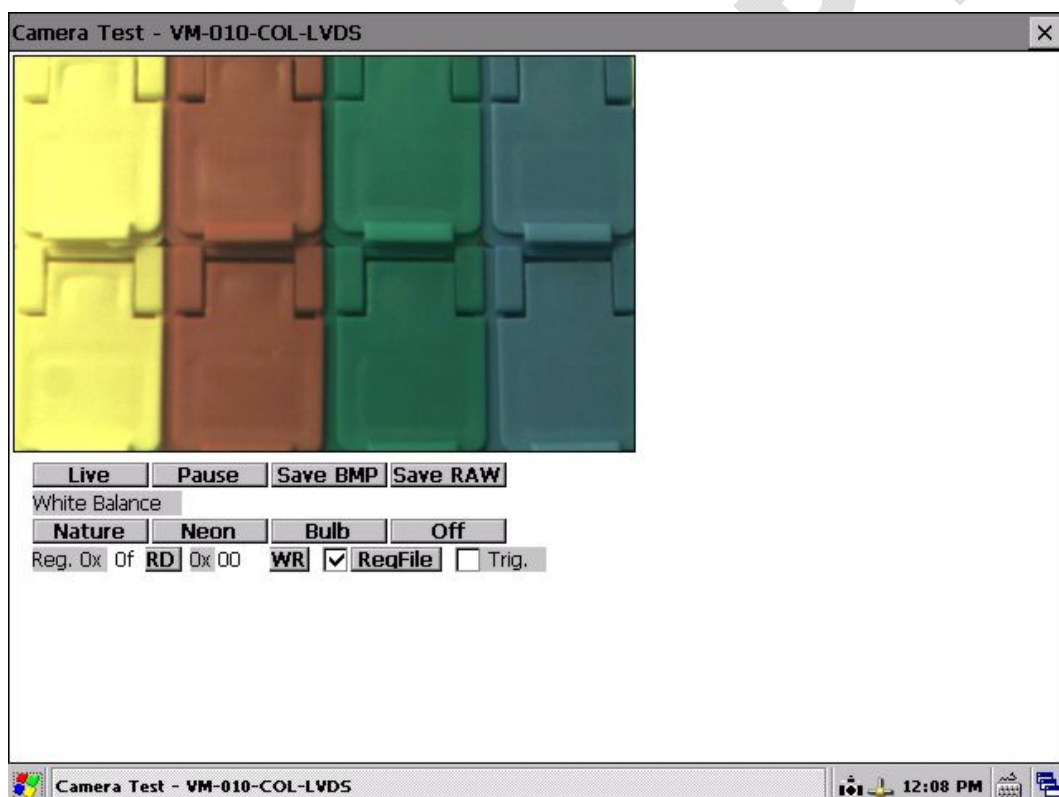 Camera Test - VM-010-COL-LVDS
Live Pause Save BMP Save RAW
White Balance
Nature Neon Bulb Off
Reg. 0x 0f RD 0x 00 WR RegFile Trig.
Camera Test - VM-010-COL-LVDS 12:08 PM